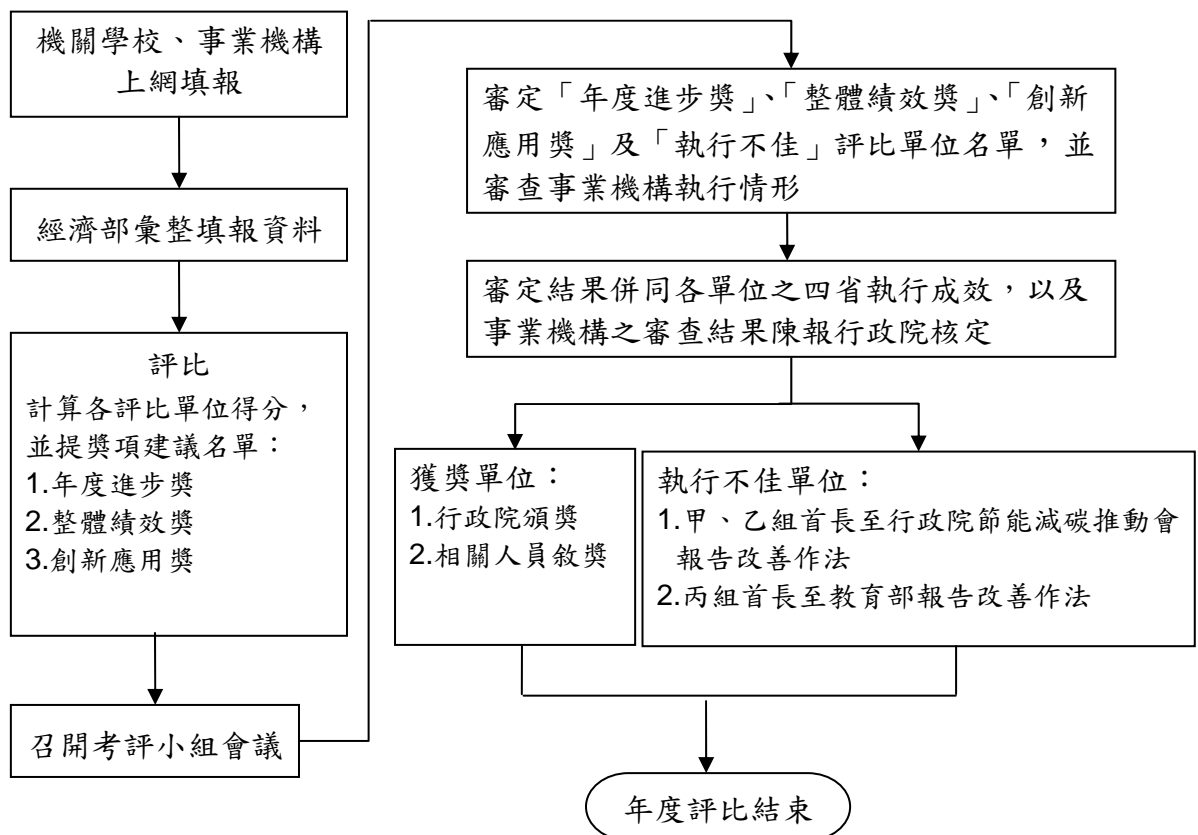 機關學校、事業機構
上網填報
經濟部彙整填報資料
評比
計算各評比單位得分，
並提獎項建議名單：
1.年度進步獎
2.整體績效獎
3.創新應用獎
召開考評小組會議
審定「年度進步獎」、「整體績效獎」、「創新
應用獎」及「執行不佳」評比單位名單，並
審查事業機構執行情形
審定結果併同各單位之四省執行成效，以及
事業機構之審查結果陳報行政院核定
獲獎單位：
1.行政院頒獎
2.相關人員敘獎
執行不佳單位：
1.甲、乙組首長至行政院節能減碳推動會
報告改善作法
2.丙組首長至教育部報告改善作法
年度評比結束